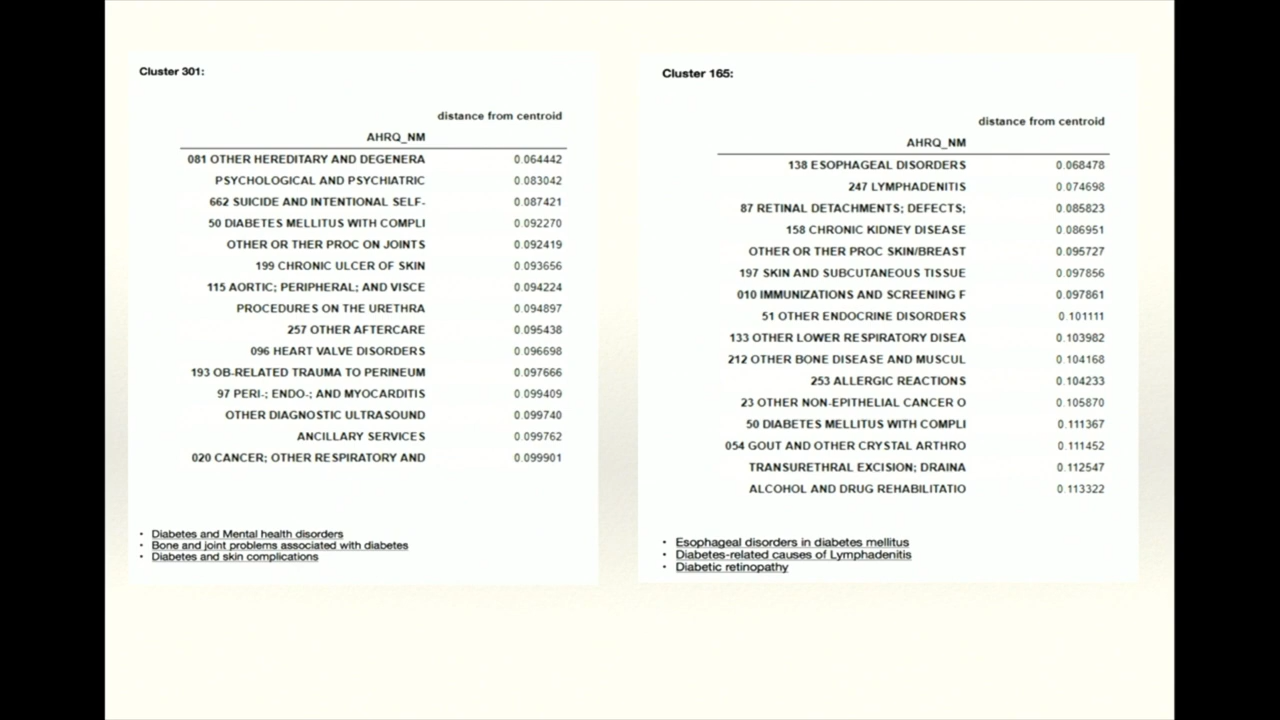 Cluster 301:
distance from centroid
AHRQ_NM
081 OTHER HEREDITARY AND DEGENERA 0.064442
PSYCHOLOGICAL AND PSYCHIATRIC 0.083042
662 SUICIDE AND INTENTIONAL SELF- 0.087421
50 DIABETES MELLITUS WITH COMPLI 0.092270
OTHER OR THER PROC ON JOINTS 0.092419
199 CHRONIC ULCER OF SKIN 0.093656
115 AORTIC; PERIPHERAL; AND VISCE 0.094224
PROCEDURES ON THE URETHRA 0.094897
257 OTHER AFTERCARE 0.095438
096 HEART VALVE DISORDERS 0.096698
193 OB-RELATED TRAUMA TO PERINEUM 0.097666
97 PERI-; ENDO-; AND MYOCARDITIS 0.099409
OTHER DIAGNOSTIC ULTRASOUND 0.099740
ANCILLARY SERVICES 0.099762
020 CANCER; OTHER RESPIRATORY AND 0.099901
• Diabetes and Mental health disorders
• Bone and joint problems associated with diabetes
• Diabetes and skin complications
Cluster 165:
distance from centroid
AHRQ_NM
138 ESOPHAGEAL DISORDERS 0.068478
247 LYMPHADENITIS 0.074698
87 RETINAL DETACHMENTS; DEFECTS; 0.085823
158 CHRONIC KIDNEY DISEASE 0.086951
OTHER OR THER PROC SKIN/BREAST 0.095727
197 SKIN AND SUBCUTANEOUS TISSUE 0.097856
010 IMMUNIZATIONS AND SCREENING F 0.097861
51 OTHER ENDOCRINE DISORDERS 0.101111
133 OTHER LOWER RESPIRATORY DISEA 0.103982
212 OTHER BONE DISEASE AND MUSCUL 0.104168
253 ALLERGIC REACTIONS 0.104233
23 OTHER NON-EPITHELIAL CANCER O 0.105870
50 DIABETES MELLITUS WITH COMPLI 0.111367
054 GOUT AND OTHER CRYSTAL ARTHRO 0.111452
TRANSURETHRAL EXCISION; DRAINA 0.112547
ALCOHOL AND DRUG REHABILITATIO 0.113322
• Esophageal disorders in diabetes mellitus
• Diabetes-related causes of Lymphadenitis
• Diabetic retinopathy